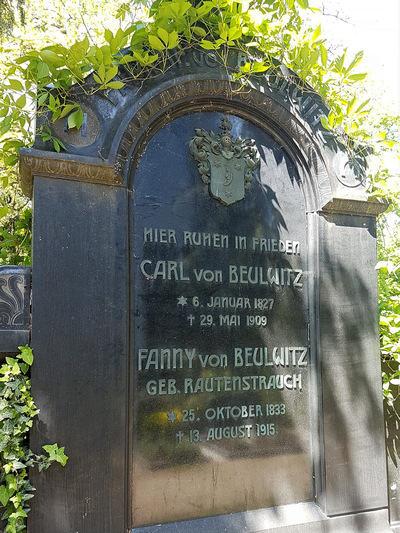 HIER RUHEN IN FRIEDEN
CARL von BEULWITZ
* 6. JANUAR 1827
† 29. MAI 1909
FANNY von BEULWITZ
GEB. RAUTENSTRAUCH
* 25. OKTOBER 1833
† 13. AUGUST 1915.